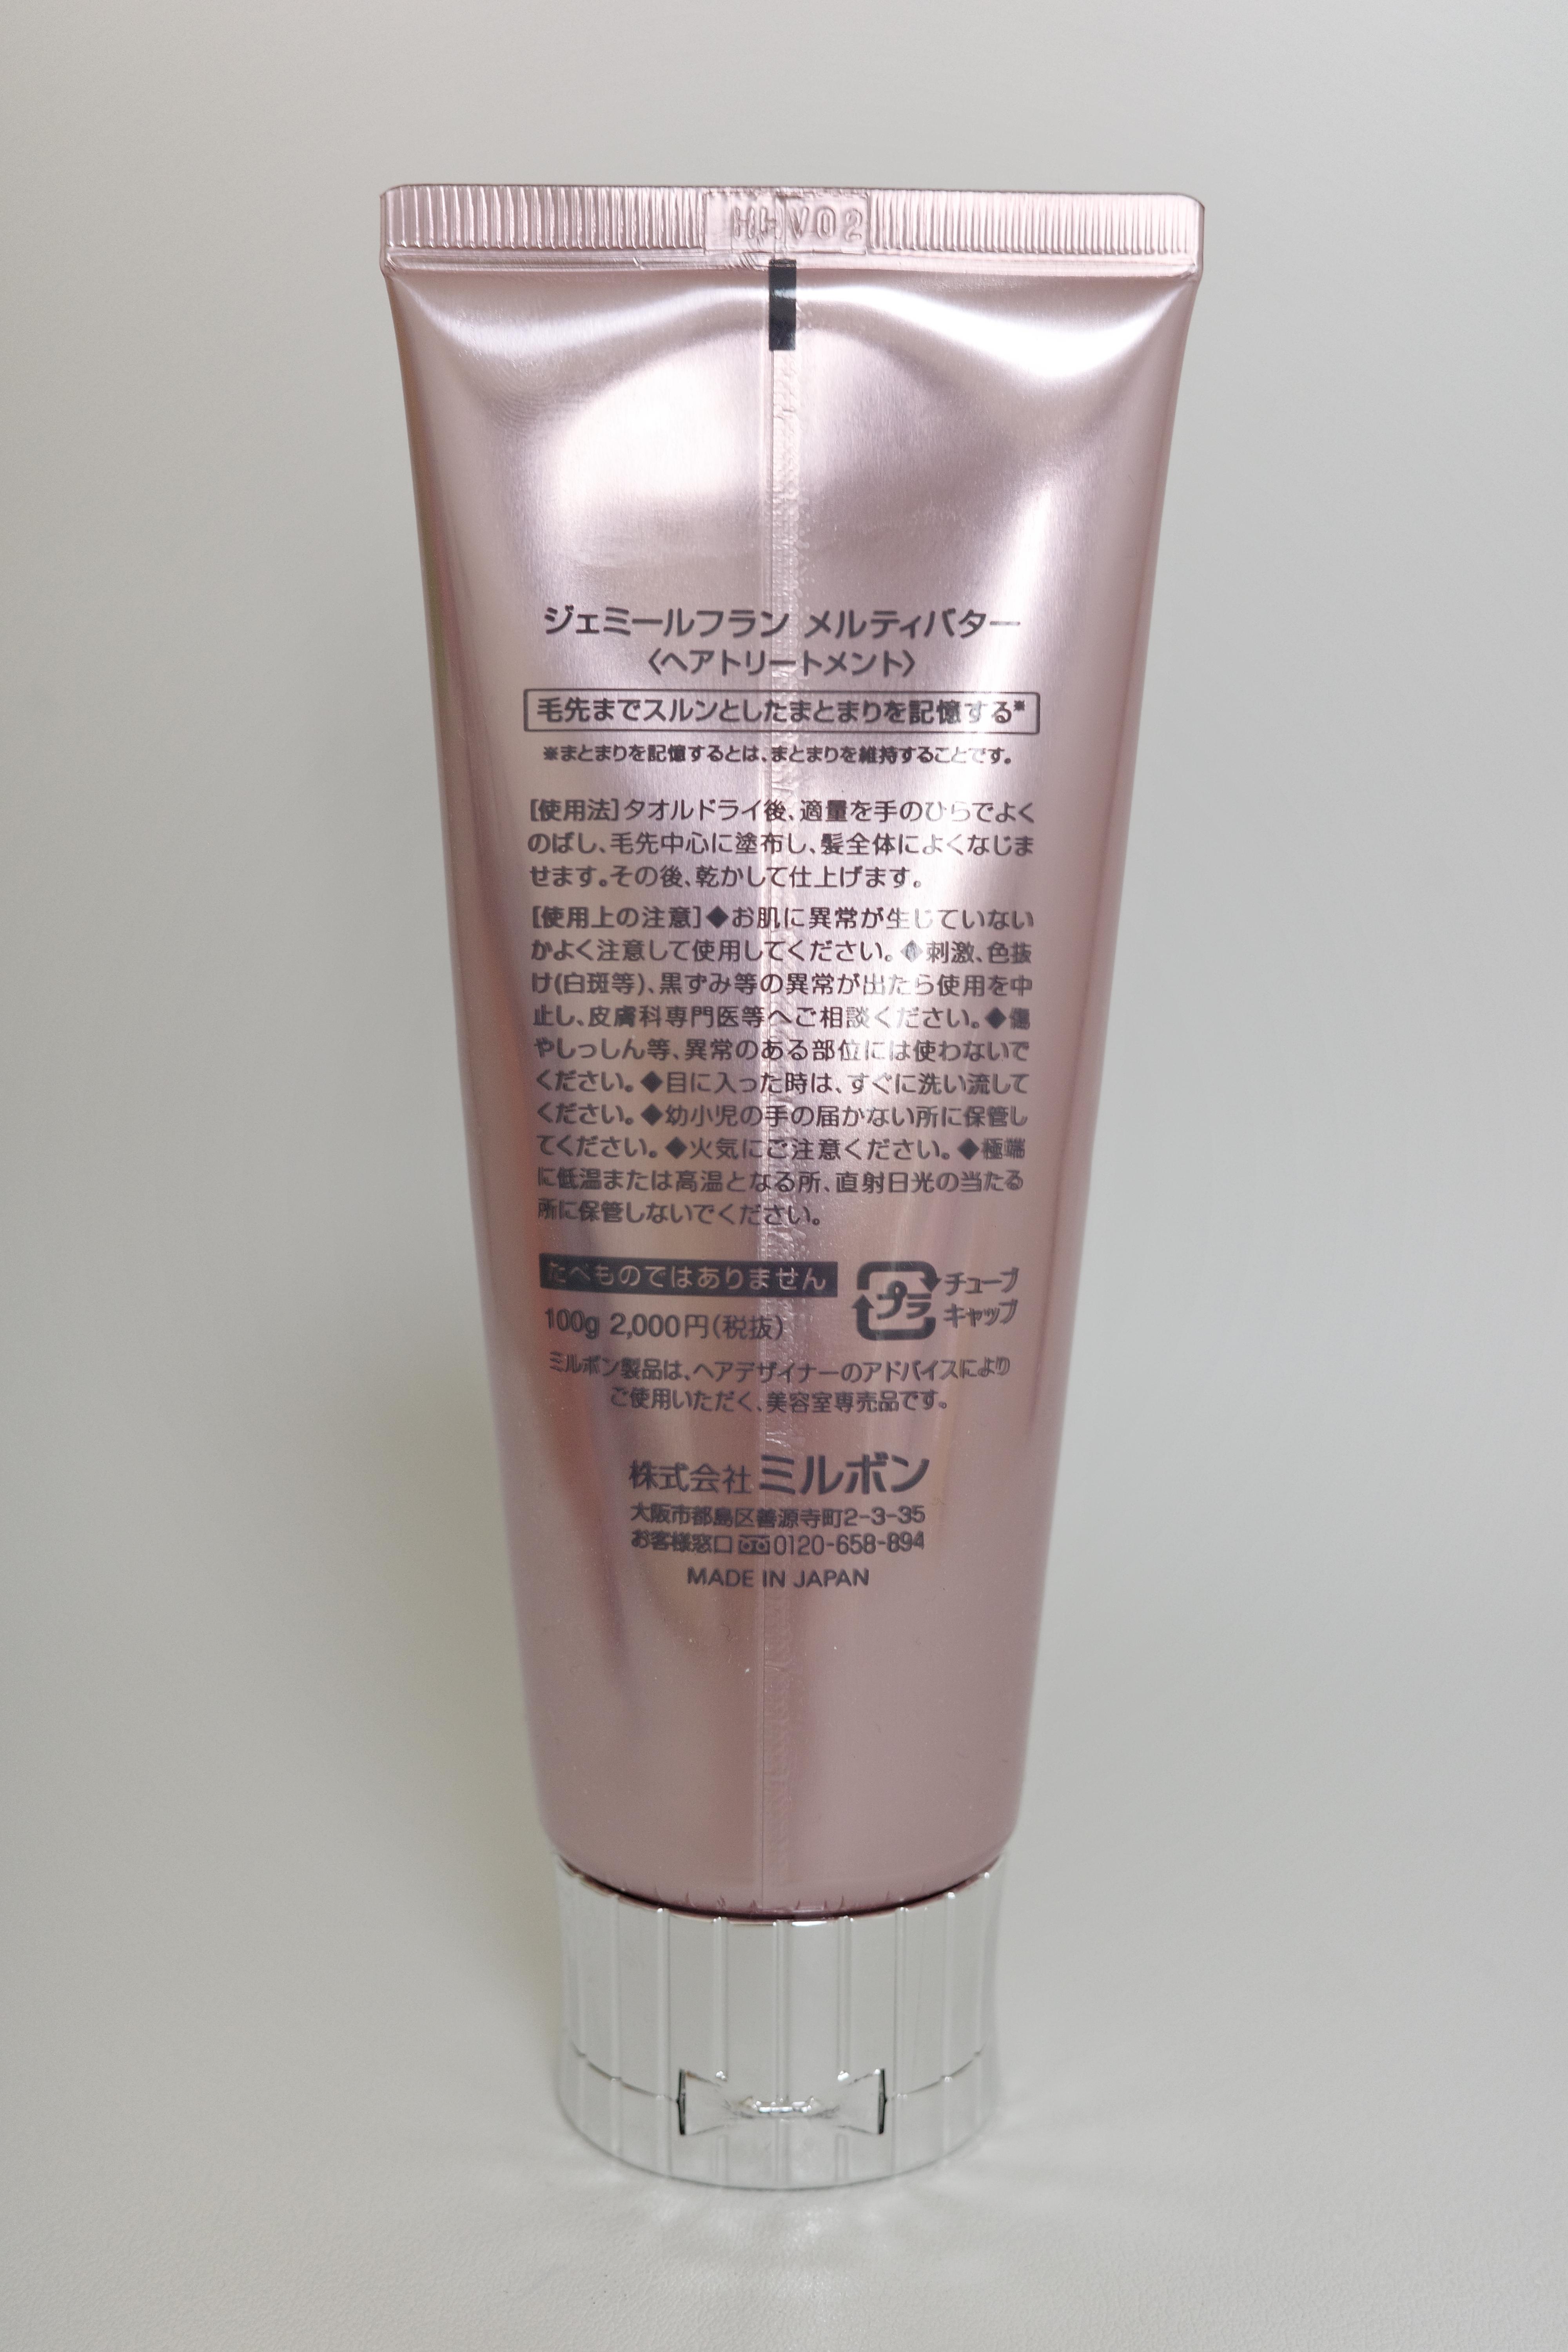 ジェミールフラン メルティバター
〈ヘアトリートメント〉
毛先までスルンとしたまとまりを記憶する※
※まとまりを記憶するとは、まとまりを維持することです。
[使用法]タオルドライ後、適量を手のひらでよく
のばし、毛先中心に塗布し、髪全体によくなじま
せます。その後、乾かして仕上げます。
[使用上の注意]◆お肌に異常が生じていない
かよく注意して使用してください。◆刺激、色抜
け(白斑等)、黒ずみ等の異常が出たら使用を中
止し、皮膚科専門医等へご相談ください。◆傷
やしっしん等、異常のある部位には使わないで
ください。◆目に入った時は、すぐに洗い流して
ください。◆幼小児の手の届かない所に保管し
てください。◆火気にご注意ください。◆極端
に低温または高温となる所、直射日光の当たる
所に保管しないでください。
たべものではありません
プラ チューブ
キャップ
100g 2,000円(税抜)
ミルボン製品は、ヘアデザイナーのアドバイスにより
ご使用いただく、美容室専売品です。
株式会社ミルボン
大阪市都島区善源寺町2-3-35
お客様窓口 0120-658-894
MADE IN JAPAN